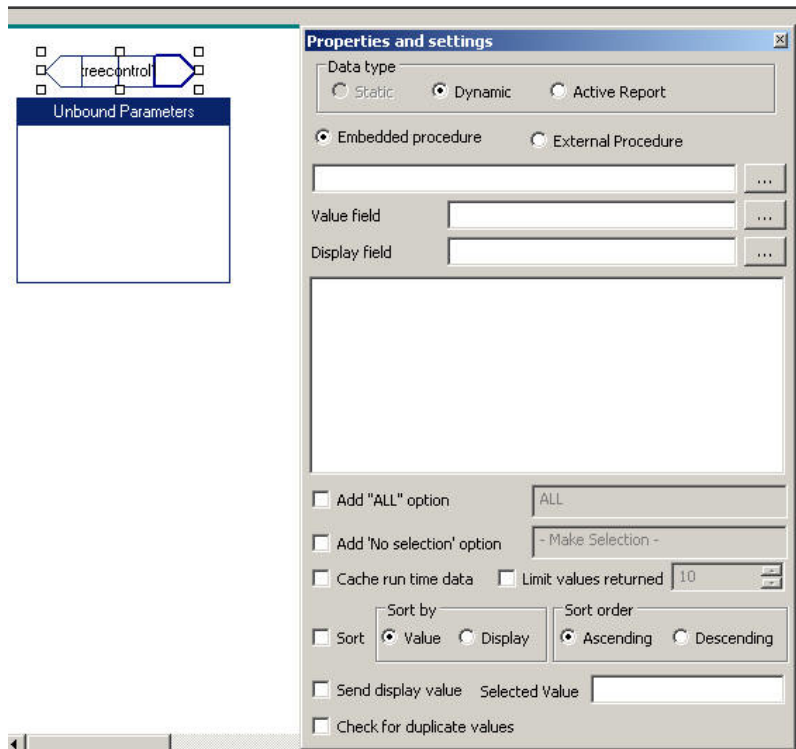 treecontrol1
Unbound Parameters
Properties and settings
Data type
Static Dynamic Active Report
Embedded procedure External Procedure
...
Value field ...
Display field ...
Add "ALL" option ALL
Add 'No selection' option - Make Selection -
Cache run time data Limit values returned 10
Sort by Sort order
Sort Value Display Ascending Descending
Send display value Selected Value
Check for duplicate values